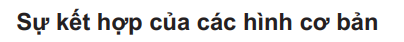 Sự kết hợp của các hình cơ bản